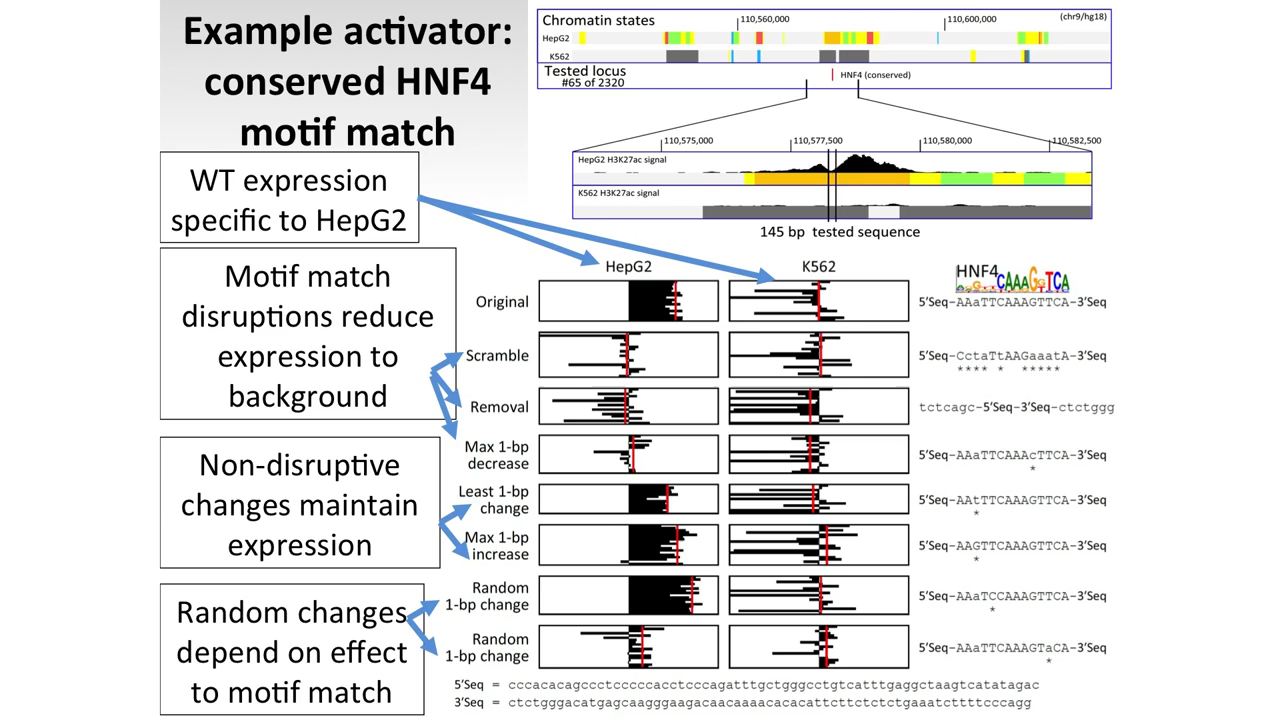 Example activator:
conserved HNF4
motif match
WT expression
specific to HepG2
Motif match
disruptions reduce
expression to
background
Non-disruptive
changes maintain
expression
Random changes
depend on effect
to motif match
Chromatin states
110,560,000
110,600,000
(chr9/hg18)
HepG2
K562
Tested locus
#65 of 2320
HNF4 (conserved)
110,575,000
110,577,500
110,580,000
110,582,500
HepG2 H3K27ac signal
K562 H3K27ac signal
145 bp tested sequence
HepG2
K562
HNF4
CAAAGTCA
Original
5'Seq-AAaTTCAAAGTTCA-3'Seq
Scramble
5'Seq-CctaTtAAGaaatA-3'Seq
**** * *****
Removal
tctcagc-5'Seq-3'Seq-ctctggg
Max 1-bp
decrease
5'Seq-AAaTTCAAAcTTCA-3'Seq
*
Least 1-bp
change
5'Seq-AAtTTCAAAGTTCA-3'Seq
*
Max 1-bp
increase
5'Seq-AAGTTCAAAGTTCA-3'Seq
*
Random
1-bp change
5'Seq-AAaTCCAAAGTTCA-3'Seq
*
Random
1-bp change
5'Seq-AAaTTCAAAGTaCA-3'Seq
*
5'Seq = cccacacagccctcccccacctcccagatttgctgggcctgtcatttgaggctaagtcatatagac
3'Seq = ctctgggacatgagcaagggaagacaacaaaacacacattcttctctctgaaatcttttcccagg